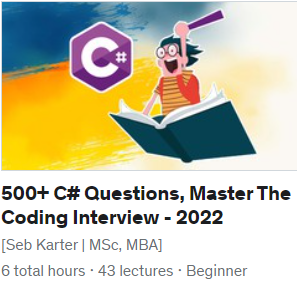 C#
500+ C# Questions, Master The
Coding Interview - 2022
[Seb Karter | MSc, MBA]
6 total hours · 43 lectures · Beginner